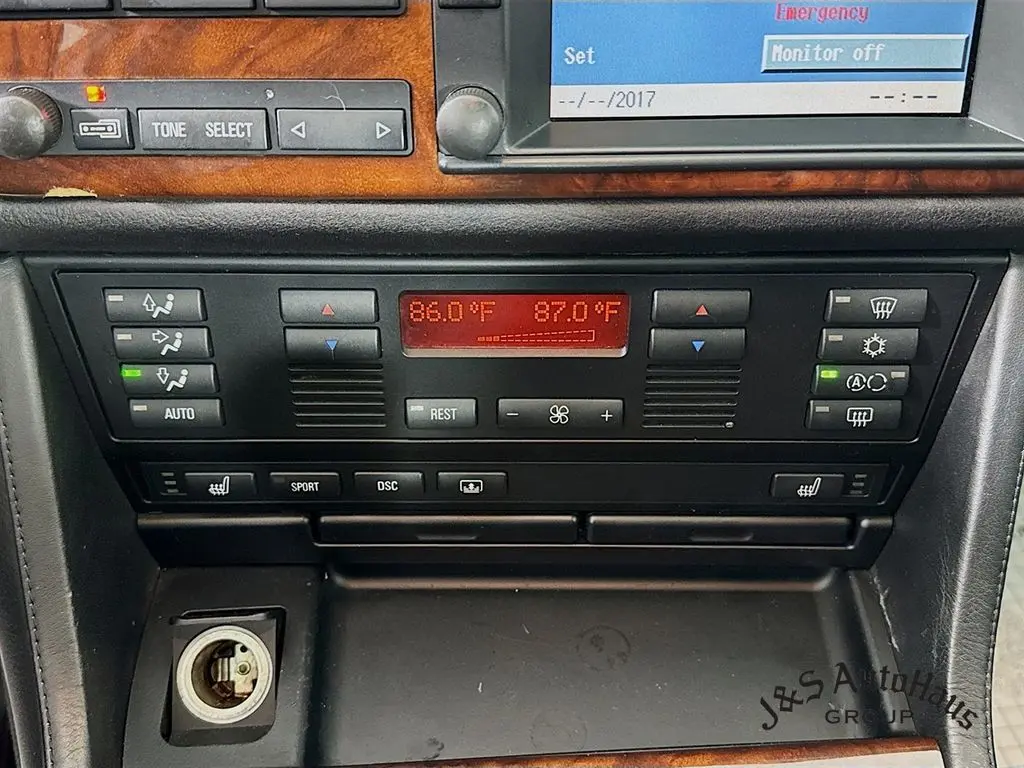 Emergency
Set
Monitor off
--/--/2017 --:--
TONE SELECT
86.0°F 87.0°F
AUTO
REST
A
SPORT
DSC
J&S AutoHaus
GROUP